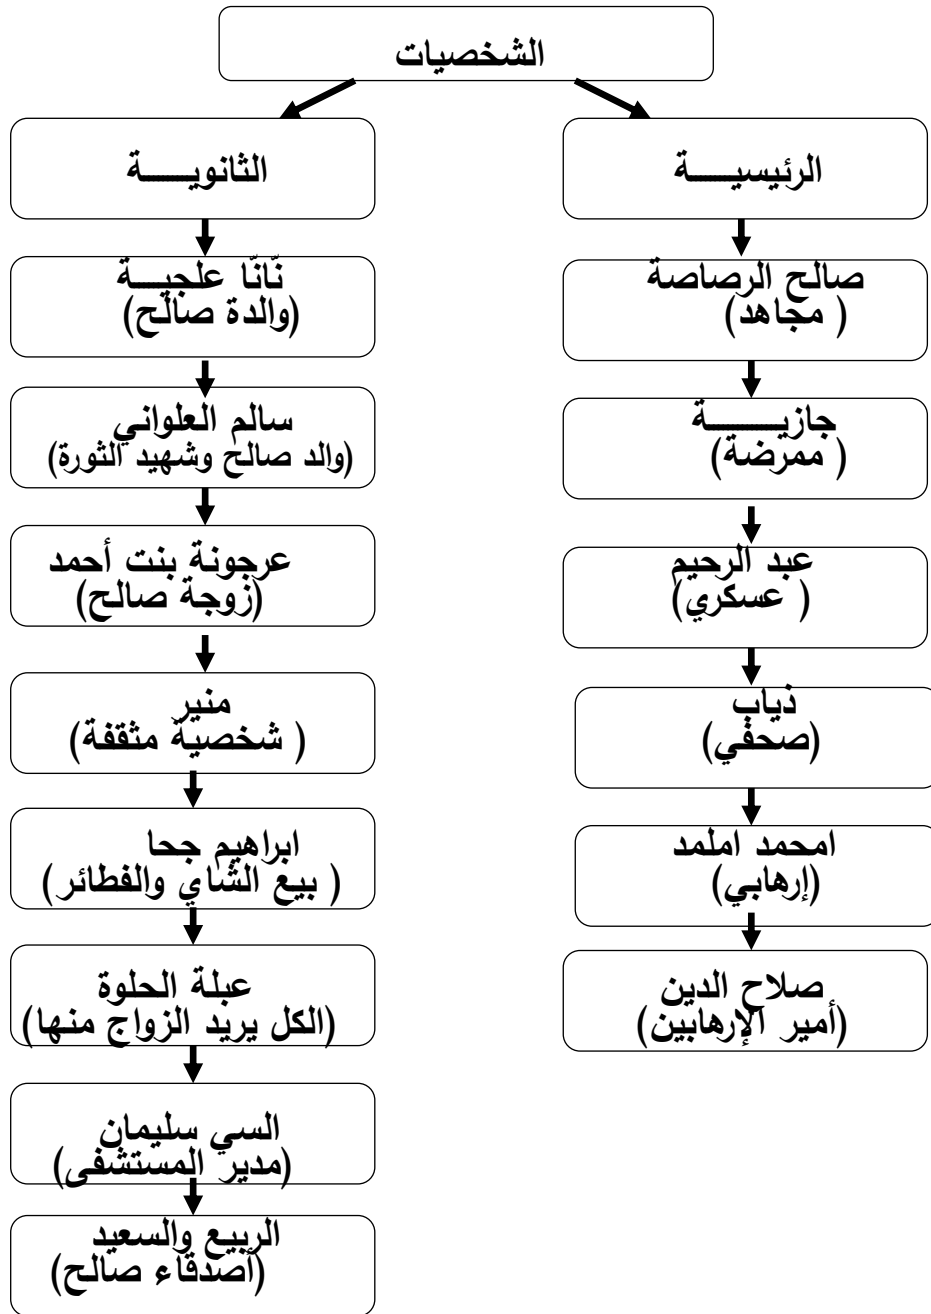 الشخصيات
الرئيسيـــــة
صالح الرصاصة
( مجاهد)
جازيـــــــة
( ممرضة)
عبد الرحيم
( عسكري)
ذياب
(صحفي)
امحمد املمد
(إرهابي)
صلاح الدين
(أمير الإرهابين)
الثانويـــــة
نّانّا علجيـــة
(والدة صالح)
سالم العلواني
(والد صالح وشهيد الثورة)
عرجونة بنت أحمد
(زوجة صالح)
منير
( شخصية مثقفة)
ابراهيم جحا
( بيع الشاي والفطائر)
عبلة الحلوة
(الكل يريد الزواج منها)
السي سليمان
(مدير المستشفى)
الربيع والسعيد
(أصدقاء صالح)